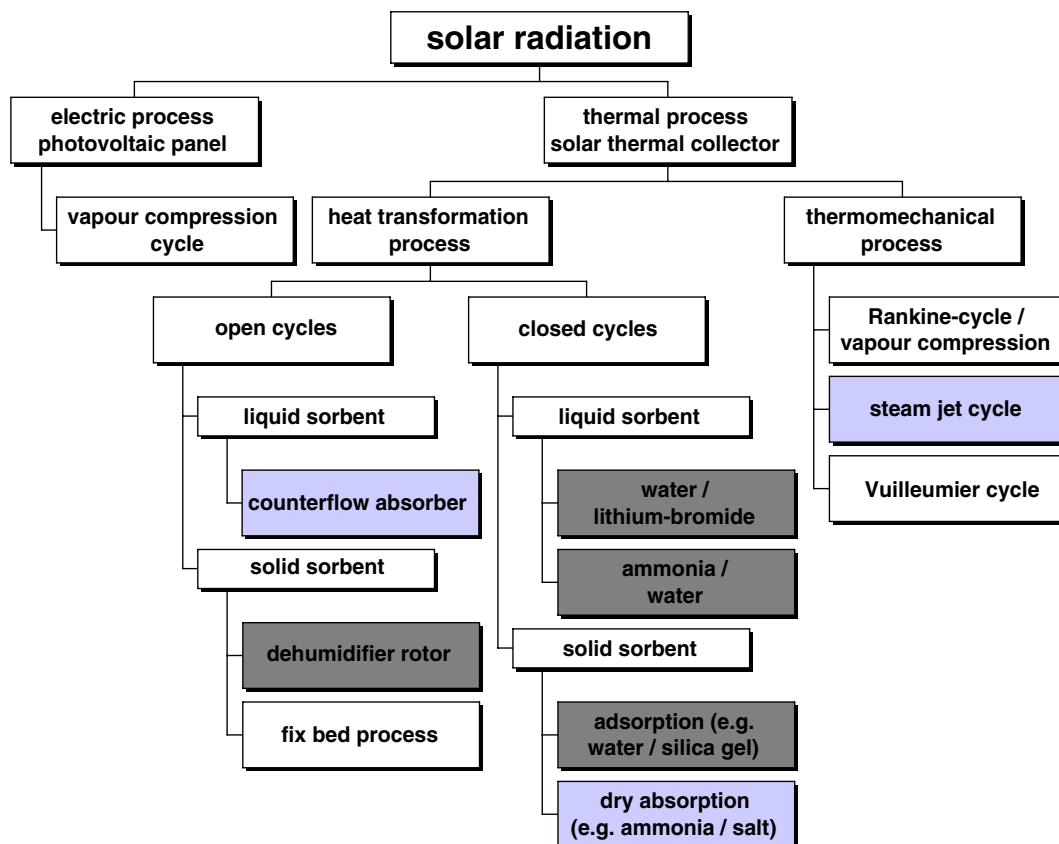 solar radiation
electric process
photovoltaic panel
thermal process
solar thermal collector
vapour compression
cycle
heat transformation
process
thermomechanical
process
open cycles
closed cycles
Rankine-cycle /
vapour compression
steam jet cycle
Vuilleumier cycle
liquid sorbent
counterflow absorber
solid sorbent
dehumidifier rotor
fix bed process
liquid sorbent
water /
lithium-bromide
ammonia /
water
solid sorbent
adsorption (e.g.
water / silica gel)
dry absorption
(e.g. ammonia / salt)